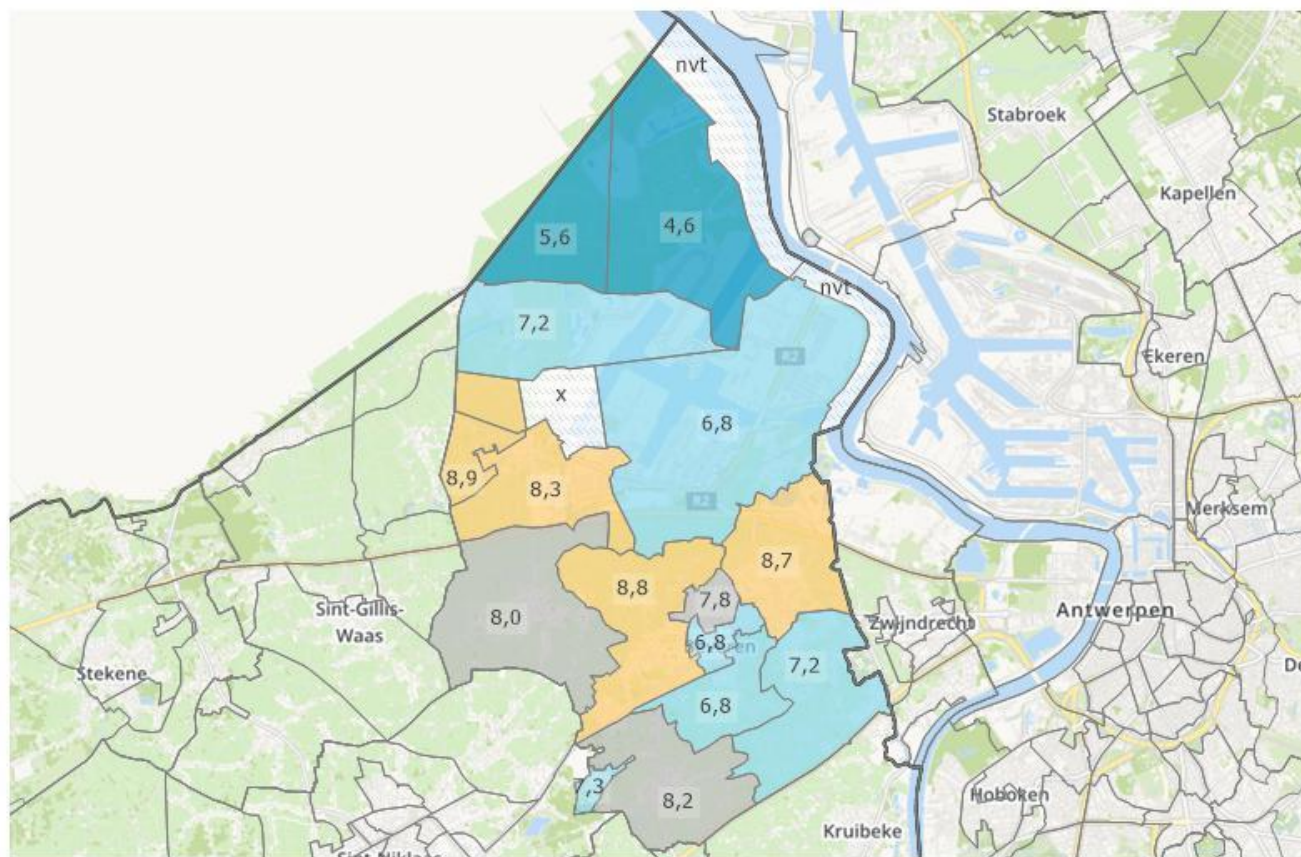 nvt
Stabroek
Kapellen
5,6
4,6
nvt
7,2
Ekeren
x
6,8
8,9
8,3
Merksem
8,7
8,8
7,8
8,0
Sint-Gillis-
Waas
Antwerpen
Zwijndrecht
6,8
7,2
Stekene
6,8
7,3
8,2
Hoboken
Kruibeke